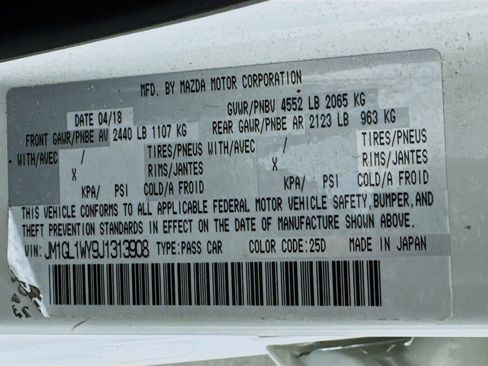 MFD. BY MAZDA MOTOR CORPORATION
DATE 04/18 GVWR/PNBV 4552 LB 2065 KG
FRONT GAWR/PNBE AV 2440 LB 1107 KG REAR GAWR/PNBE AR 2123 LB 963 KG
WITH/AVEC / TIRES/PNEUS WITH/AVEC / TIRES/PNEUS
X RIMS/JANTES X RIMS/JANTES
KPA/ PSI COLD/A FROID KPA/ PSI COLD/A FROID
THIS VEHICLE CONFORMS TO ALL APPLICABLE FEDERAL MOTOR VEHICLE SAFETY, BUMPER, AND
THEFT PREVENTION STANDARDS IN EFFECT ON THE DATE OF MANUFACTURE SHOWN ABOVE.
VIN: JM1GL1WY9J1313908 TYPE: PASS CAR COLOR CODE: 25D MADE IN JAPAN